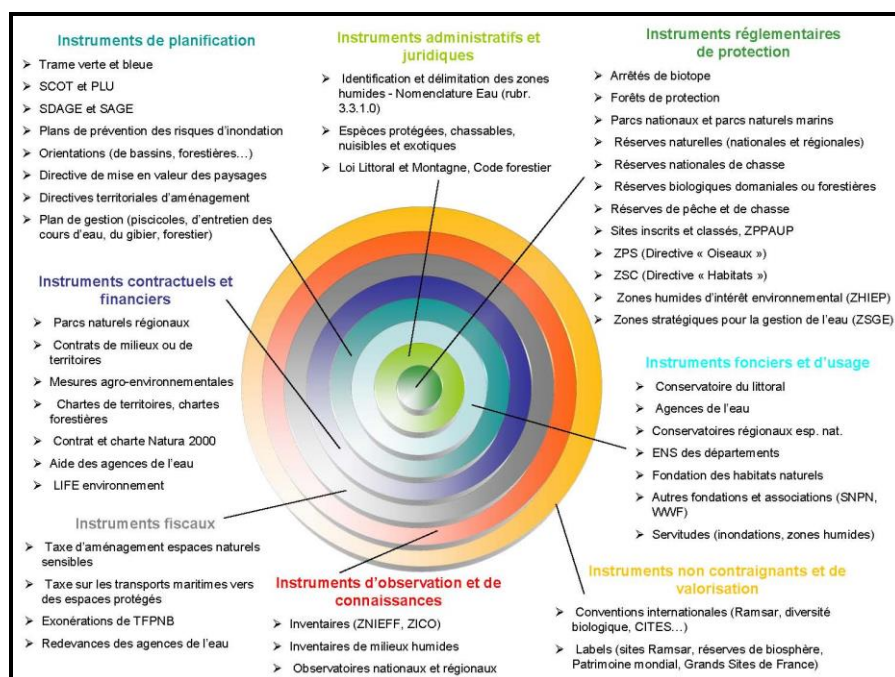 Instruments de planification
➢ Trame verte et bleue
➢ SCOT et PLU
➢ SDAGE et SAGE
➢ Plans de prévention des risques d'inondation
➢ Orientations (de bassins, forestières…)
➢ Directive de mise en valeur des paysages
➢ Directives territoriales d'aménagement
➢ Plan de gestion (piscicoles, d'entretien des
cours d'eau, du gibier, forestier)
Instruments administratifs et
juridiques
➢ Identification et délimitation des zones
humides - Nomenclature Eau (rubr.
3.3.1.0)
➢ Espèces protégées, chassables,
nuisibles et exotiques
➢ Loi Littoral et Montagne, Code forestier
Instruments réglementaires
de protection
➢ Arrêtés de biotope
➢ Forêts de protection
➢ Parcs nationaux et parcs naturels marins
➢ Réserves naturelles (nationales et régionales)
➢ Réserves nationales de chasse
➢ Réserves biologiques domaniales ou forestières
➢ Réserves de pêche et de chasse
➢ Sites inscrits et classés, ZPPAUP
➢ ZPS (Directive « Oiseaux »)
➢ ZSC (Directive « Habitats »)
➢ Zones humides d'intérêt environnemental (ZHIEP)
➢ Zones stratégiques pour la gestion de l'eau (ZSGE)
Instruments contractuels et
financiers
➢ Parcs naturels régionaux
➢ Contrats de milieux ou de
territoires
➢ Mesures agro-environnementales
➢ Chartes de territoires, chartes
forestières
➢ Contrat et charte Natura 2000
➢ Aide des agences de l'eau
➢ LIFE environnement
Instruments fonciers et d'usage
➢ Conservatoire du littoral
➢ Agences de l'eau
➢ Conservatoires régionaux esp. nat.
➢ ENS des départements
➢ Fondation des habitats naturels
➢ Autres fondations et associations (SNPN,
WWF)
➢ Servitudes (inondations, zones humides)
Instruments fiscaux
➢ Taxe d'aménagement espaces naturels
sensibles
➢ Taxe sur les transports maritimes vers
des espaces protégés
➢ Exonérations de TFPNB
➢ Redevances des agences de l'eau
Instruments d'observation et de
connaissances
➢ Inventaires (ZNIEFF, ZICO)
➢ Inventaires de milieux humides
➢ Observatoires nationaux et régionaux
Instruments non contraignants et de
valorisation
➢ Conventions internationales (Ramsar, diversité
biologique, CITES…)
➢ Labels (sites Ramsar, réserves de biosphère,
Patrimoine mondial, Grands Sites de France)